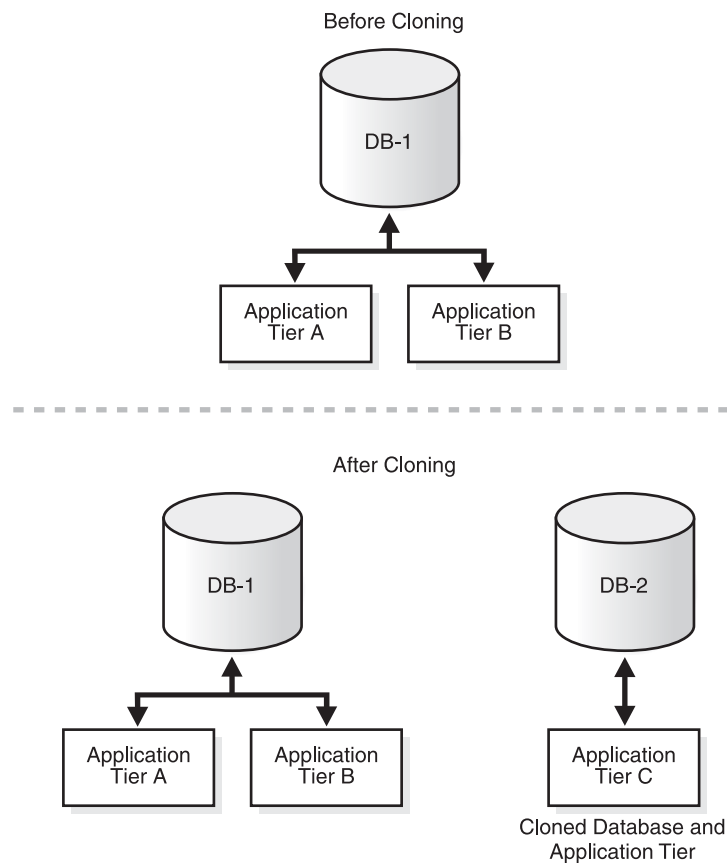 Before Cloning
DB-1
Application
Tier A
Application
Tier B
After Cloning
DB-1
DB-2
Application
Tier A
Application
Tier B
Application
Tier C
Cloned Database and
Application Tier